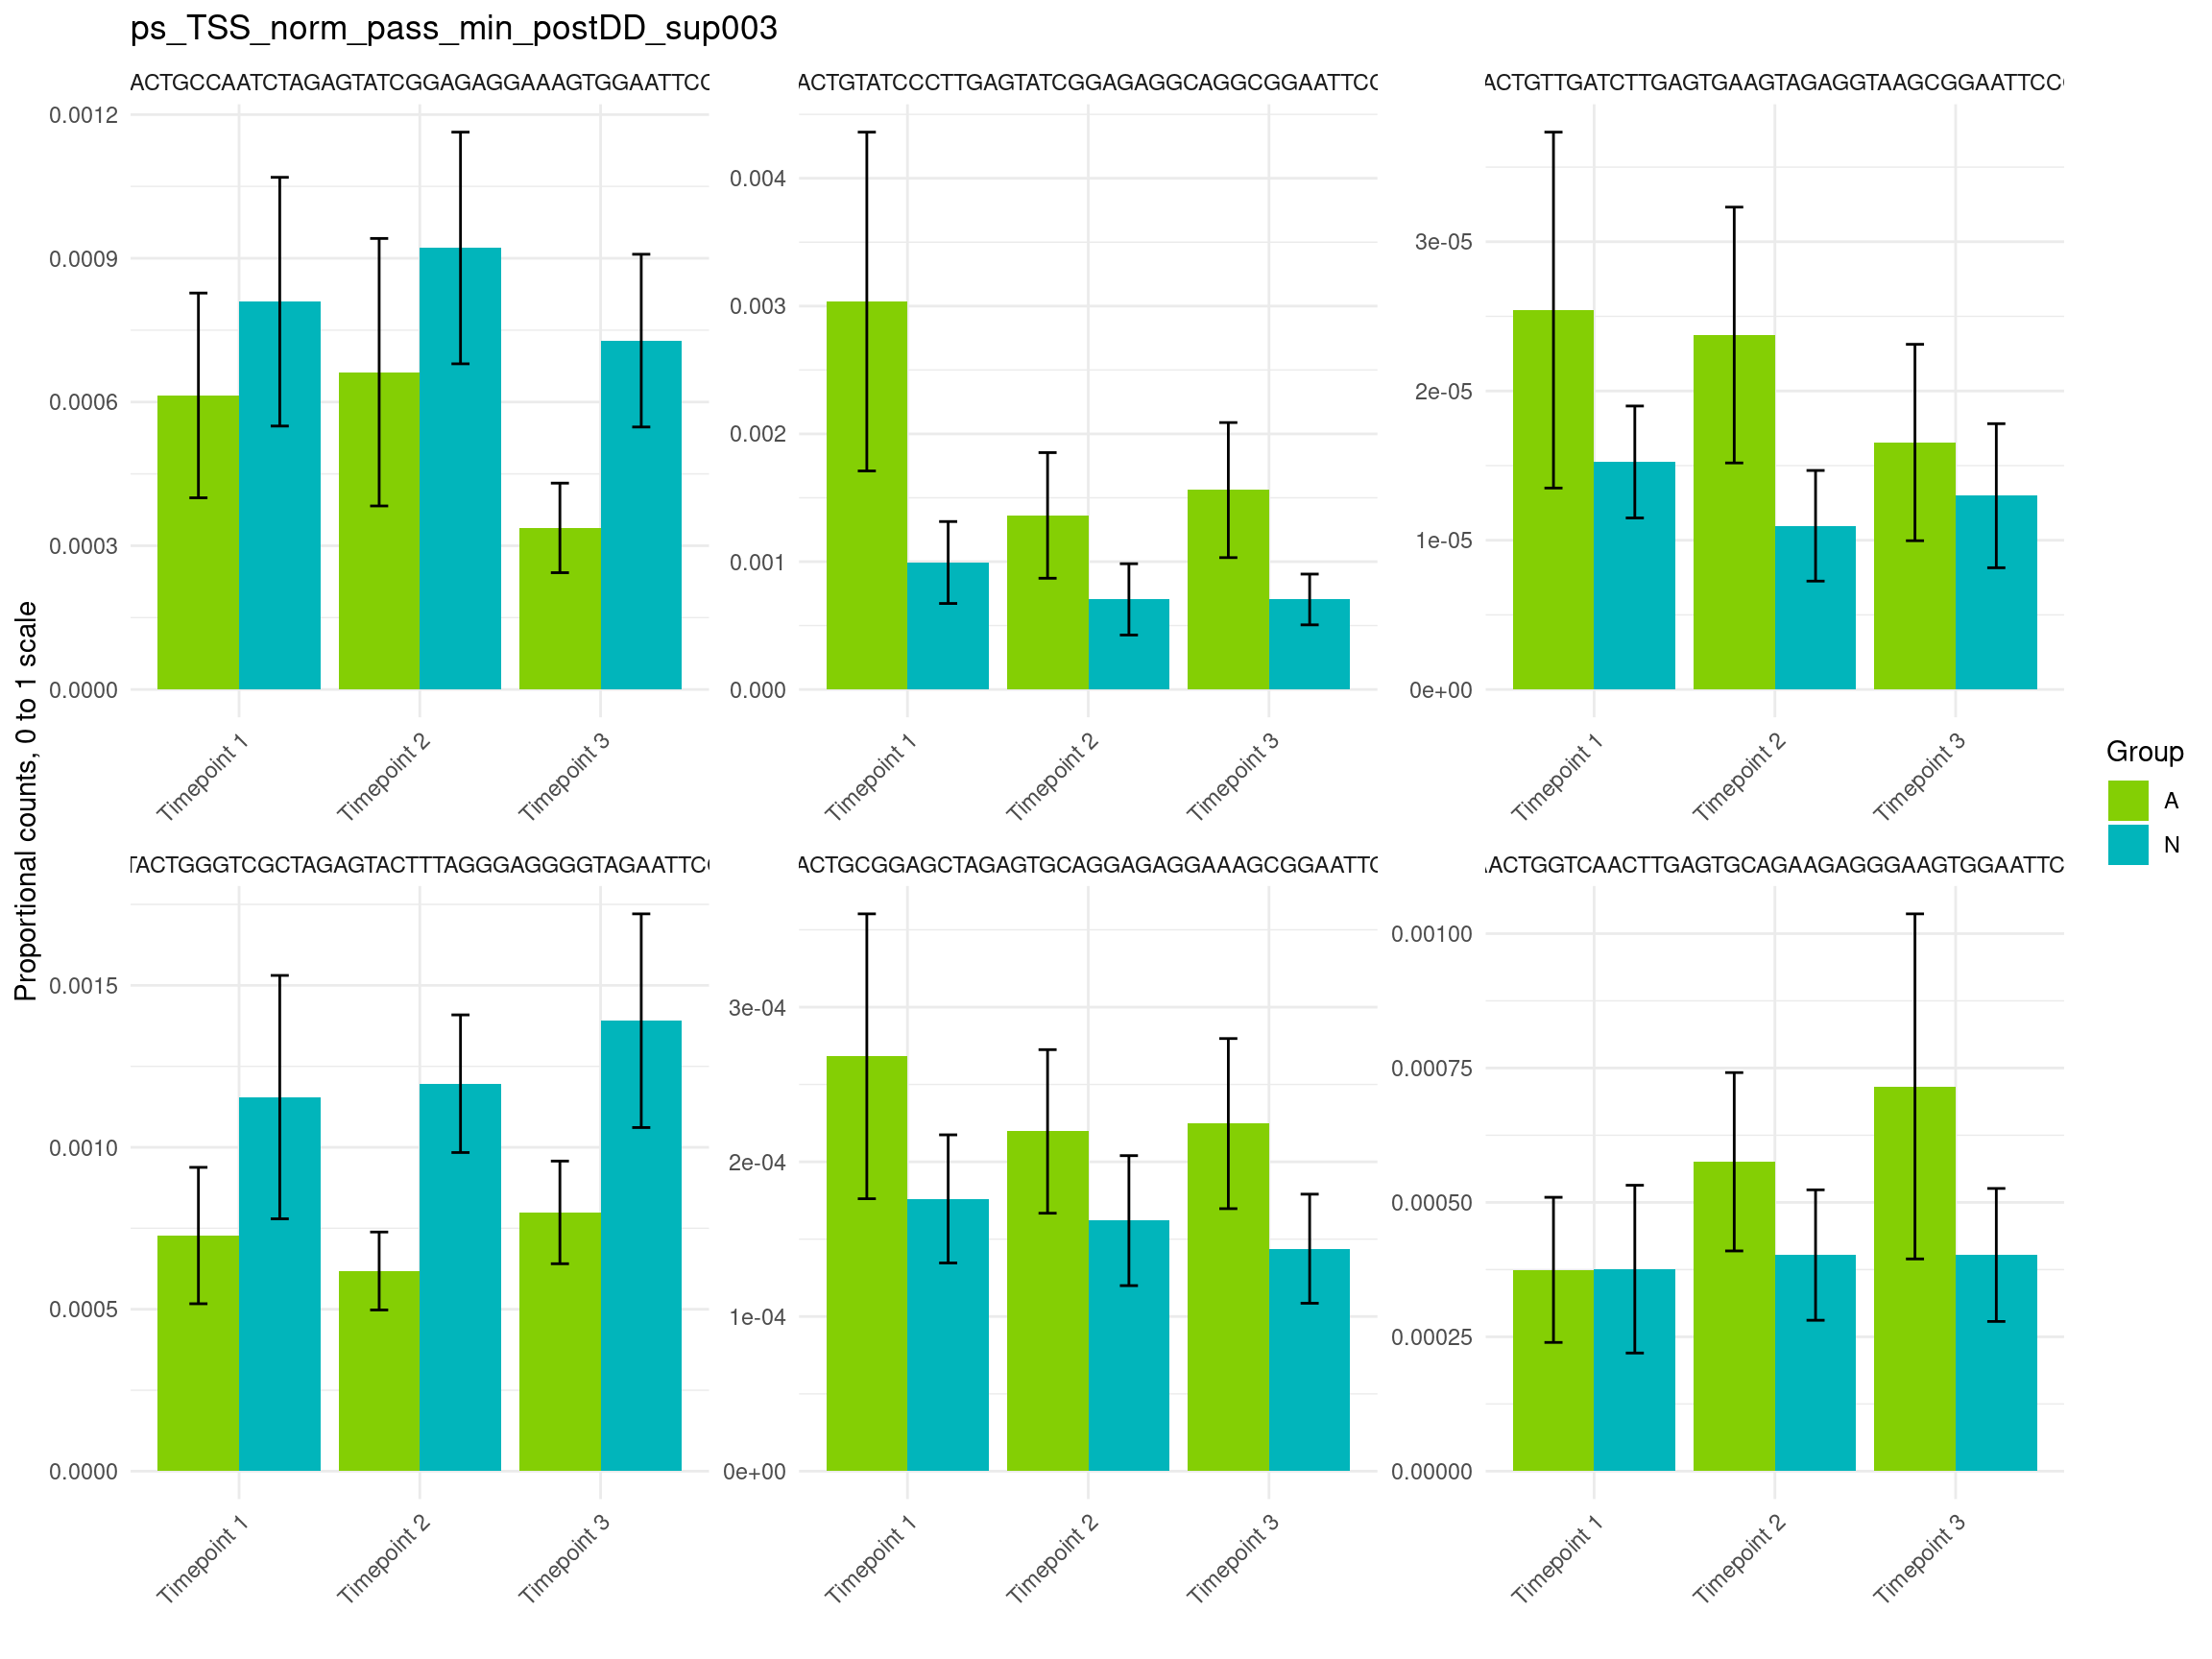 ps_TSS_norm_pass_min_postDD_sup003
ACTGCCAATCTAGAGTATCGGAGAGGAAAGTGGAATTCC
ACTGTATCCCTTGAGTATCGGAGAGGCAGGCGGAATTCC
ACTGTTGATCTTGAGTGAAGTAGAGGTAAGCGGAATTCCC
0.0012
0.0009
0.0006
0.0003
0.0000
0.004
0.003
0.002
0.001
0.000
3e-05
2e-05
1e-05
0e+00
Timepoint 1
Timepoint 2
Timepoint 3
Timepoint 1
Timepoint 2
Timepoint 3
Timepoint 1
Timepoint 2
Timepoint 3
Proportional counts, 0 to 1 scale
Group
A
N
TACTGGGTCGCTAGAGTACTTTAGGGAGGGGTAGAATTCC
ACTGCGGAGCTAGAGTGCAGGAGAGGAAAGCGGAATTC
AACTGGTCAACTTGAGTGCAGAAGAGGGAAGTGGAATTC
0.0015
0.0010
0.0005
0.0000
3e-04
2e-04
1e-04
0e+00
0.00100
0.00075
0.00050
0.00025
0.00000
Timepoint 1
Timepoint 2
Timepoint 3
Timepoint 1
Timepoint 2
Timepoint 3
Timepoint 1
Timepoint 2
Timepoint 3